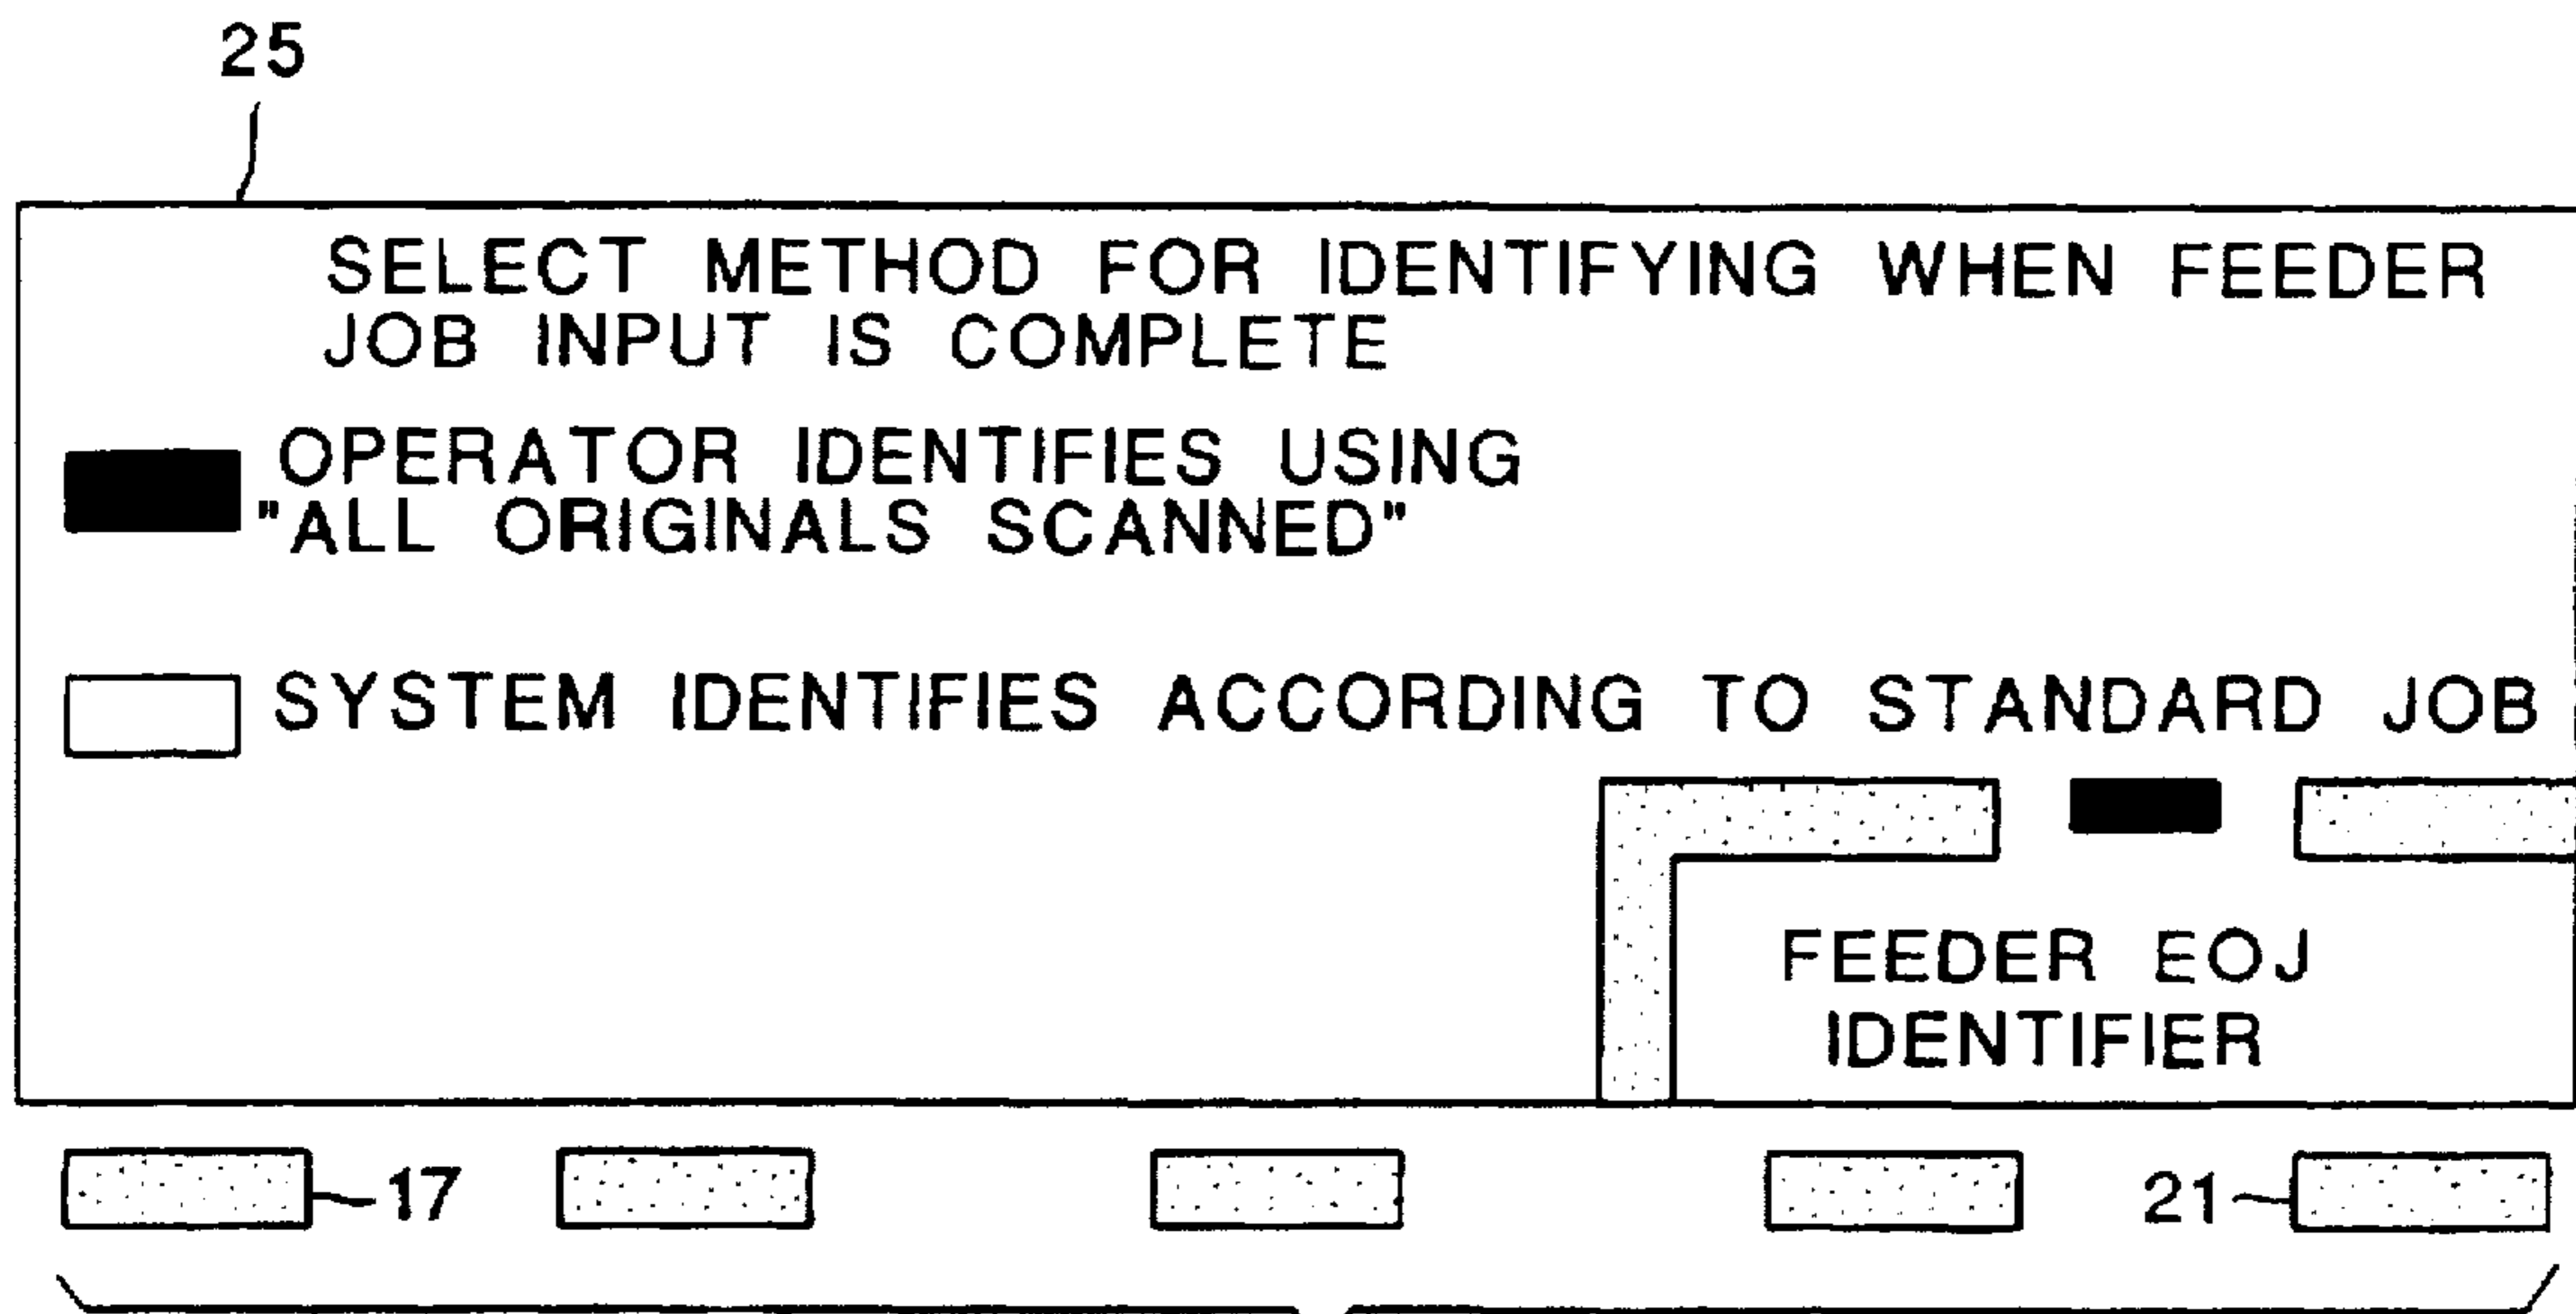 25
SELECT METHOD FOR IDENTIFYING WHEN FEEDER
JOB INPUT IS COMPLETE
OPERATOR IDENTIFIES USING
"ALL ORIGINALS SCANNED"
SYSTEM IDENTIFIES ACCORDING TO STANDARD JOB
FEEDER EOJ
IDENTIFIER
17
21